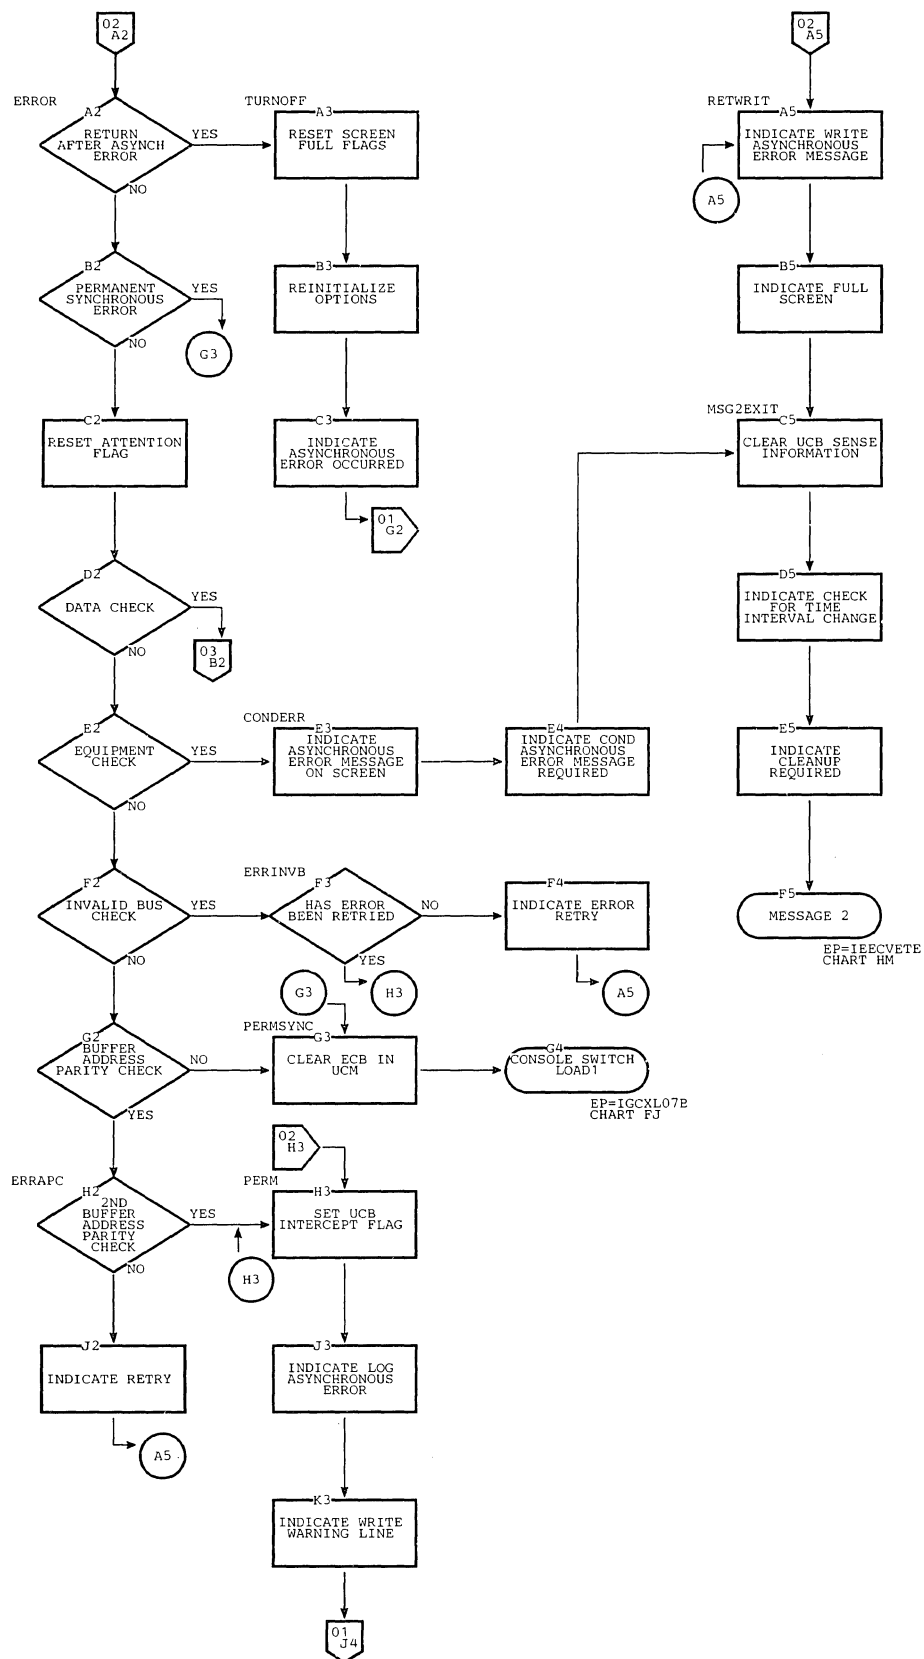 02
A2
02
A5
ERROR
A2
RETURN
AFTER ASYNCH
ERROR
YES
NO
TURNOFF
A3
RESET SCREEN
FULL FLAGS
RETWRIT
A5
INDICATE WRITE
ASYNCHRONOUS
ERROR MESSAGE
A5
B2
PERMANENT
SYNCHRONOUS
ERROR
YES
NO
G3
B3
REINITIALIZE
OPTIONS
B5
INDICATE FULL
SCREEN
C2
RESET ATTENTION
FLAG
C3
INDICATE
ASYNCHRONOUS
ERROR OCCURRED
01
G2
MSG2EXIT
C5
CLEAR UCB SENSE
INFORMATION
D2
DATA CHECK
YES
NO
03
B2
D5
INDICATE CHECK
FOR TIME
INTERVAL CHANGE
E2
EQUIPMENT
CHECK
YES
NO
CONDERR
E3
INDICATE
ASYNCHRONOUS
ERROR MESSAGE
ON SCREEN
E4
INDICATE COND
ASYNCHRONOUS
ERROR MESSAGE
REQUIRED
E5
INDICATE
CLEANUP
REQUIRED
F2
INVALID BUS
CHECK
YES
NO
ERRINVB
F3
HAS ERROR
BEEN RETRIED
NO
YES
H3
F4
INDICATE ERROR
RETRY
A5
F5
MESSAGE 2
EP=IEECVETE
CHART HM
G2
BUFFER
ADDRESS
PARITY CHECK
NO
YES
G3
PERMSYNC
G3
CLEAR ECB IN
UCM
G4
CONSOLE SWITCH
LOAD1
EP=IGCXL07B
CHART FJ
02
H3
ERRAPC
H2
2ND
BUFFER
ADDRESS
PARITY
CHECK
YES
NO
PERM
H3
SET UCB
INTERCEPT FLAG
H3
J2
INDICATE RETRY
A5
J3
INDICATE LOG
ASYNCHRONOUS
ERROR
K3
INDICATE WRITE
WARNING LINE
01
J4